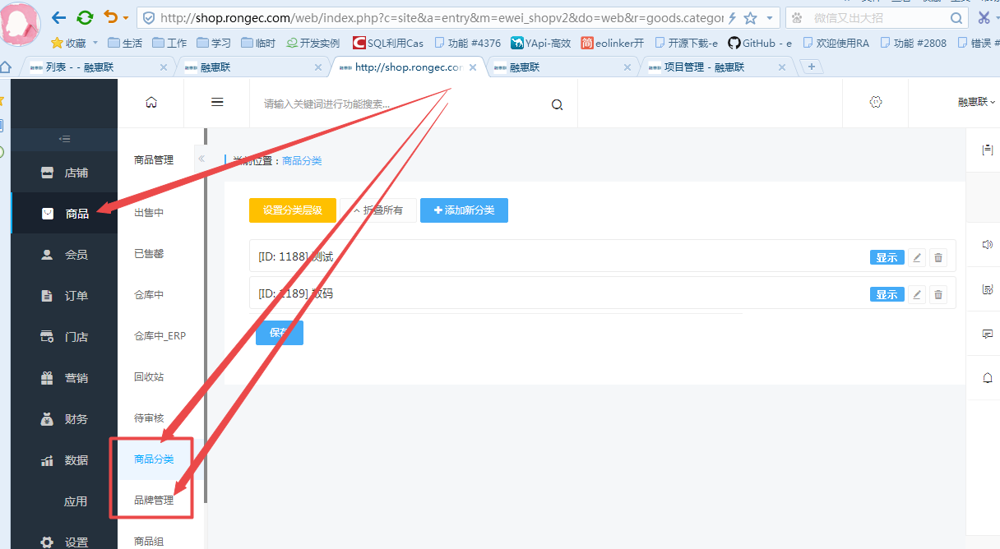 http://shop.rongec.com/web/index.php?c=site&a=entry&m=ewei_shopv2&do=web&r=goods.categor
微信又出大招
收藏 生活 工作 学习 临时 开发实例 SQL利用Cas 功能 #4376 YApi-高效 eolinker开 开源下载-e GitHub - e 欢迎使用RA 功能 #2808 错误 #
列表 - - 融惠联
融惠联
http://shop.rongec.cor
融惠联
项目管理 - 融惠联
请输入关键词进行功能搜索...
融惠联
店铺
商品
会员
订单
门店
营销
财务
数据
应用
设置
商品管理
出售中
已售罄
仓库中
仓库中_ERP
回收站
待审核
商品分类
品牌管理
商品组
当前位置：商品分类
设置分类层级
折叠所有
添加新分类
[ID: 1188] 测试
显示
[ID: 1189] 数码
显示
保存